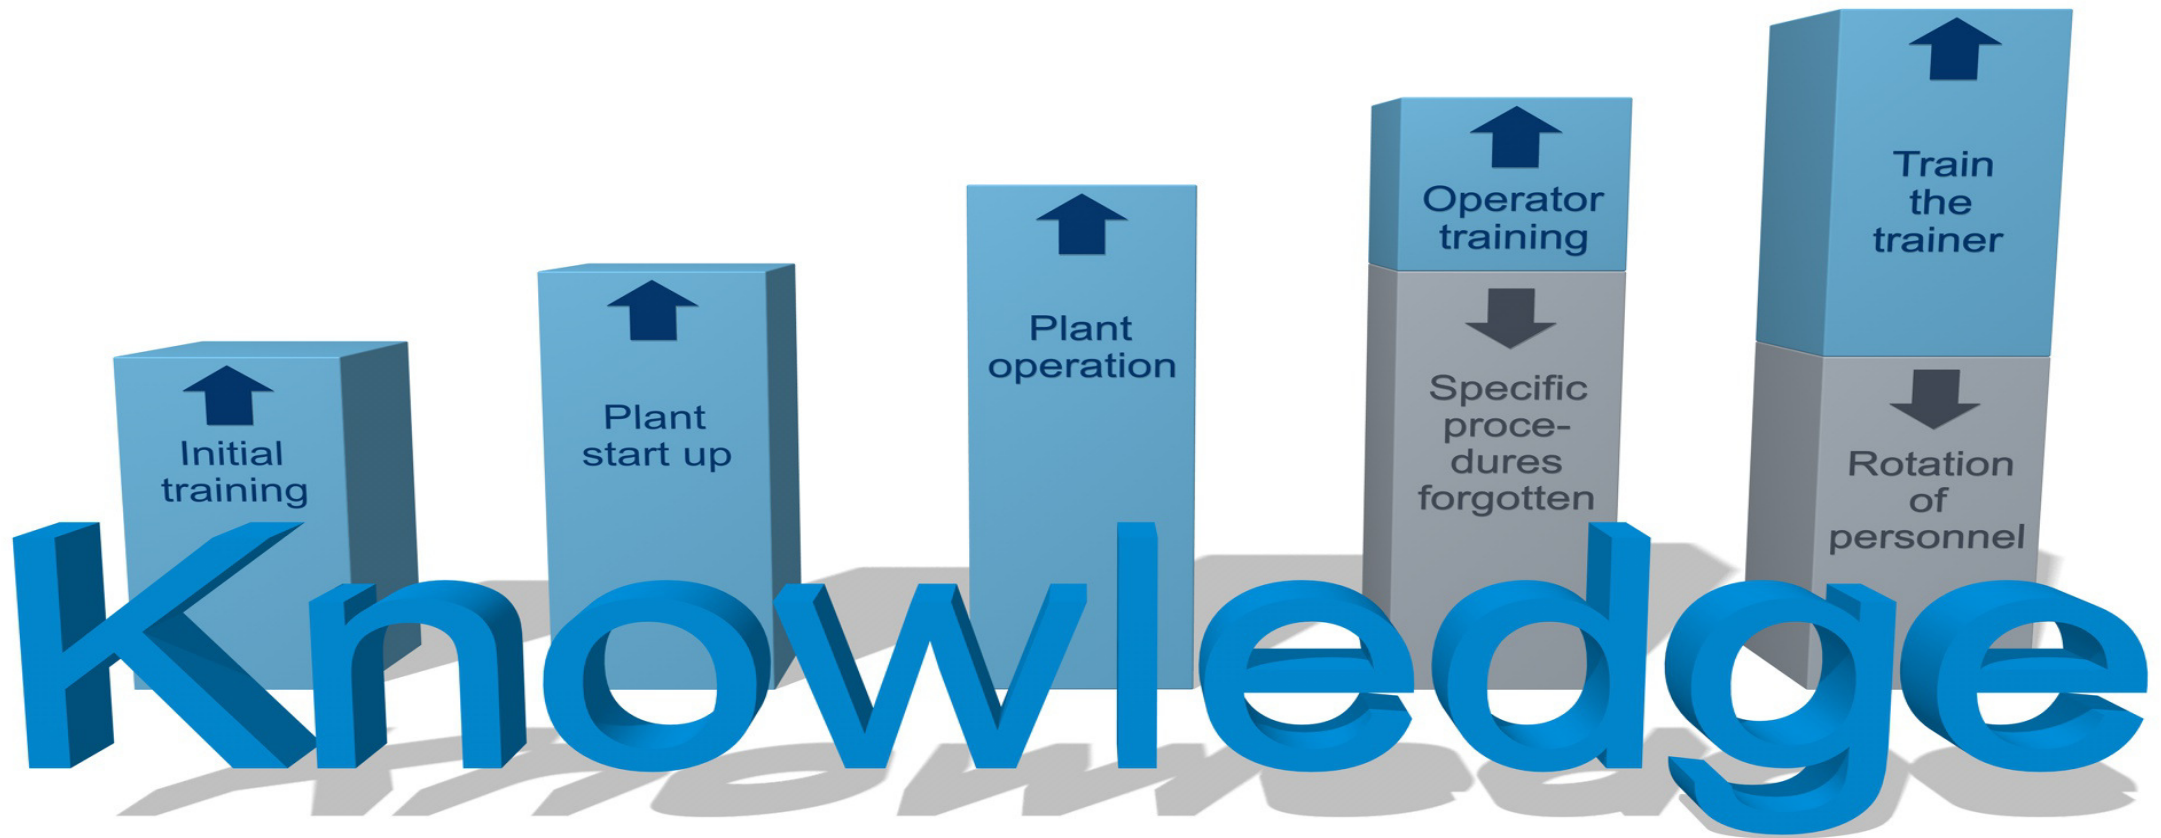 Initial
training
Plant
start up
Plant
operation
Operator
training
Specific
proce-
dures
forgotten
Train
the
trainer
Rotation
of
personnel
Knowledge